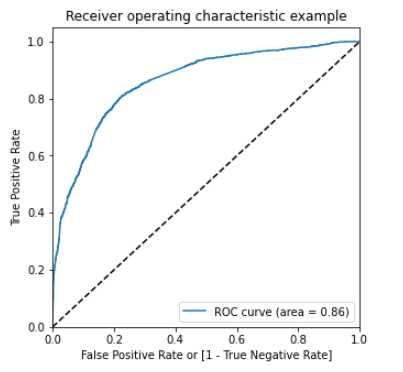 Receiver operating characteristic example
1.0
0.8
0.6
0.4
0.2
0.0
True Positive Rate
ROC curve (area = 0.86)
0.0 0.2 0.4 0.6 0.8 1.0
False Positive Rate or [1 - True Negative Rate]